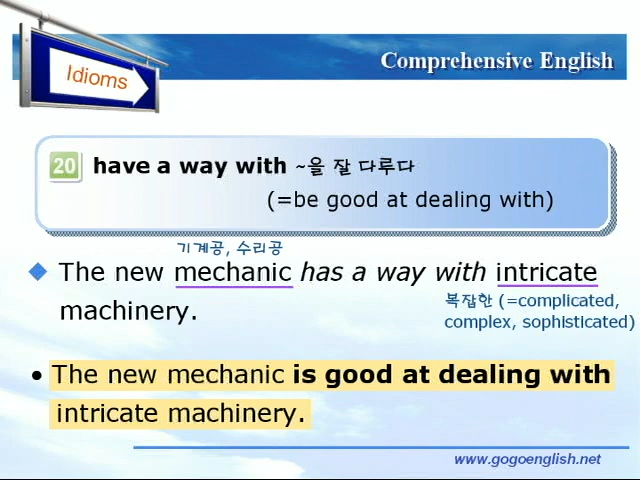 Comprehensive English
Idioms
20 have a way with ~을 잘 다루다
(=be good at dealing with)
기계공, 수리공
The new mechanic has a way with intricate
machinery.
복잡한 (=complicated,
complex, sophisticated)
• The new mechanic is good at dealing with
intricate machinery.
www.gogoenglish.net